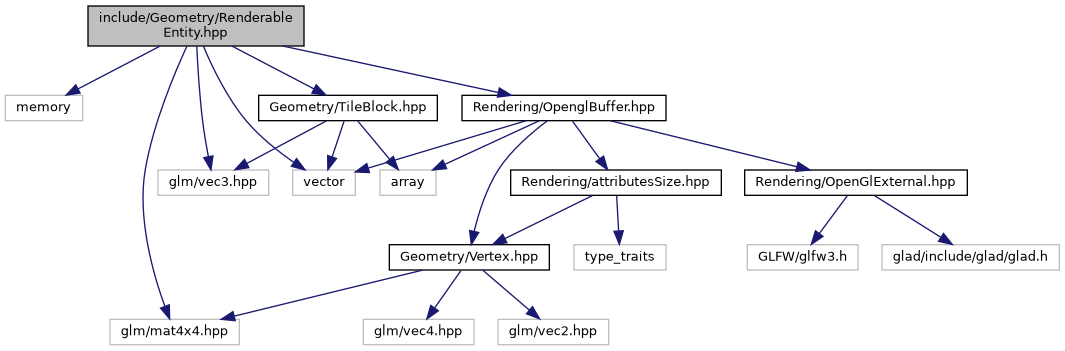 include/Geometry/Renderable
Entity.hpp
memory
Geometry/TileBlock.hpp
Rendering/OpenglBuffer.hpp
glm/vec3.hpp
vector
array
Rendering/attributesSize.hpp
Rendering/OpenGlExternal.hpp
Geometry/Vertex.hpp
type_traits
GLFW/glfw3.h
glad/include/glad/glad.h
glm/mat4x4.hpp
glm/vec4.hpp
glm/vec2.hpp